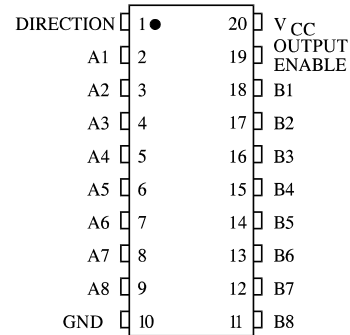 DIRECTION 1 20 VCC
A1 2 19 OUTPUT ENABLE
A2 3 18 B1
A3 4 17 B2
A4 5 16 B3
A5 6 15 B4
A6 7 14 B5
A7 8 13 B6
A8 9 12 B7
GND 10 11 B8